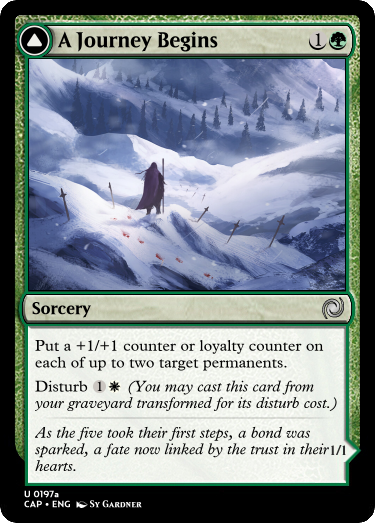 A Journey Begins 1
Sorcery
Put a +1/+1 counter or loyalty counter on
each of up to two target permanents.
Disturb 1 (You may cast this card from
your graveyard transformed for its disturb cost.)
As the five took their first steps, a bond was
sparked, a fate now linked by the trust in their 1/1
hearts.
U 0197a
CAP • ENG Sy Gardner